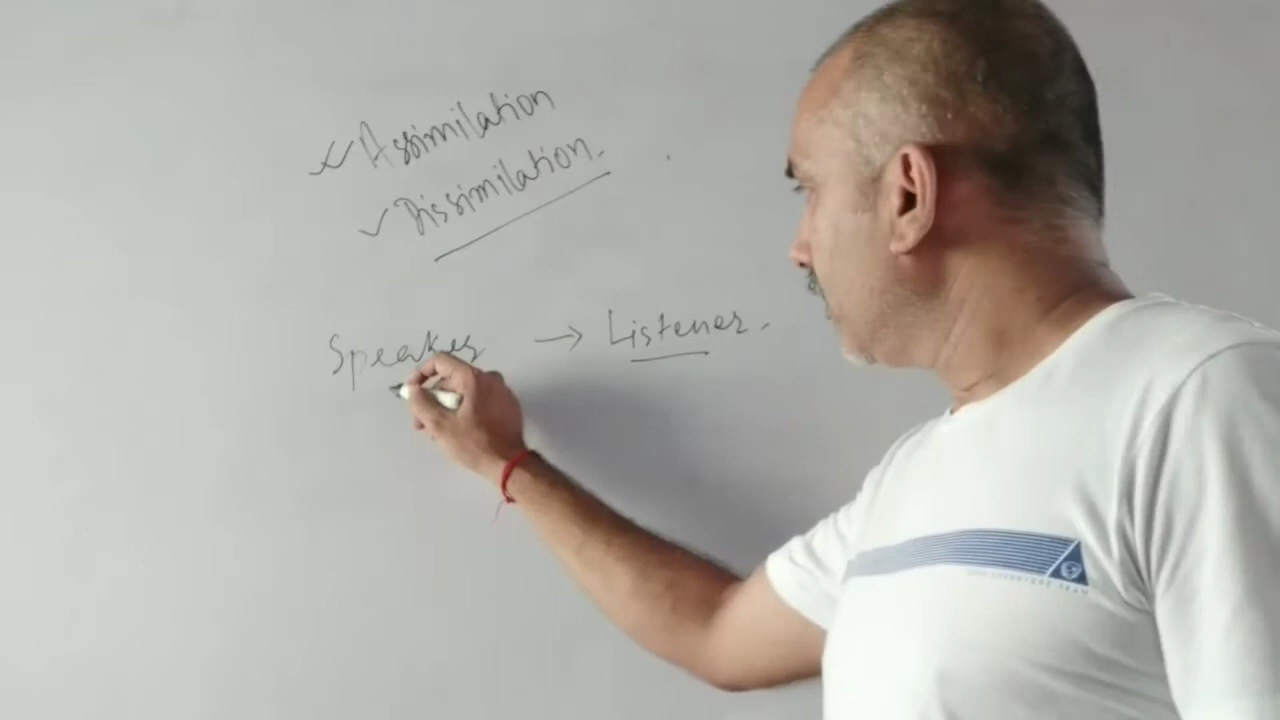 Assimilation
Dissimilation.
Speaker → Listener.